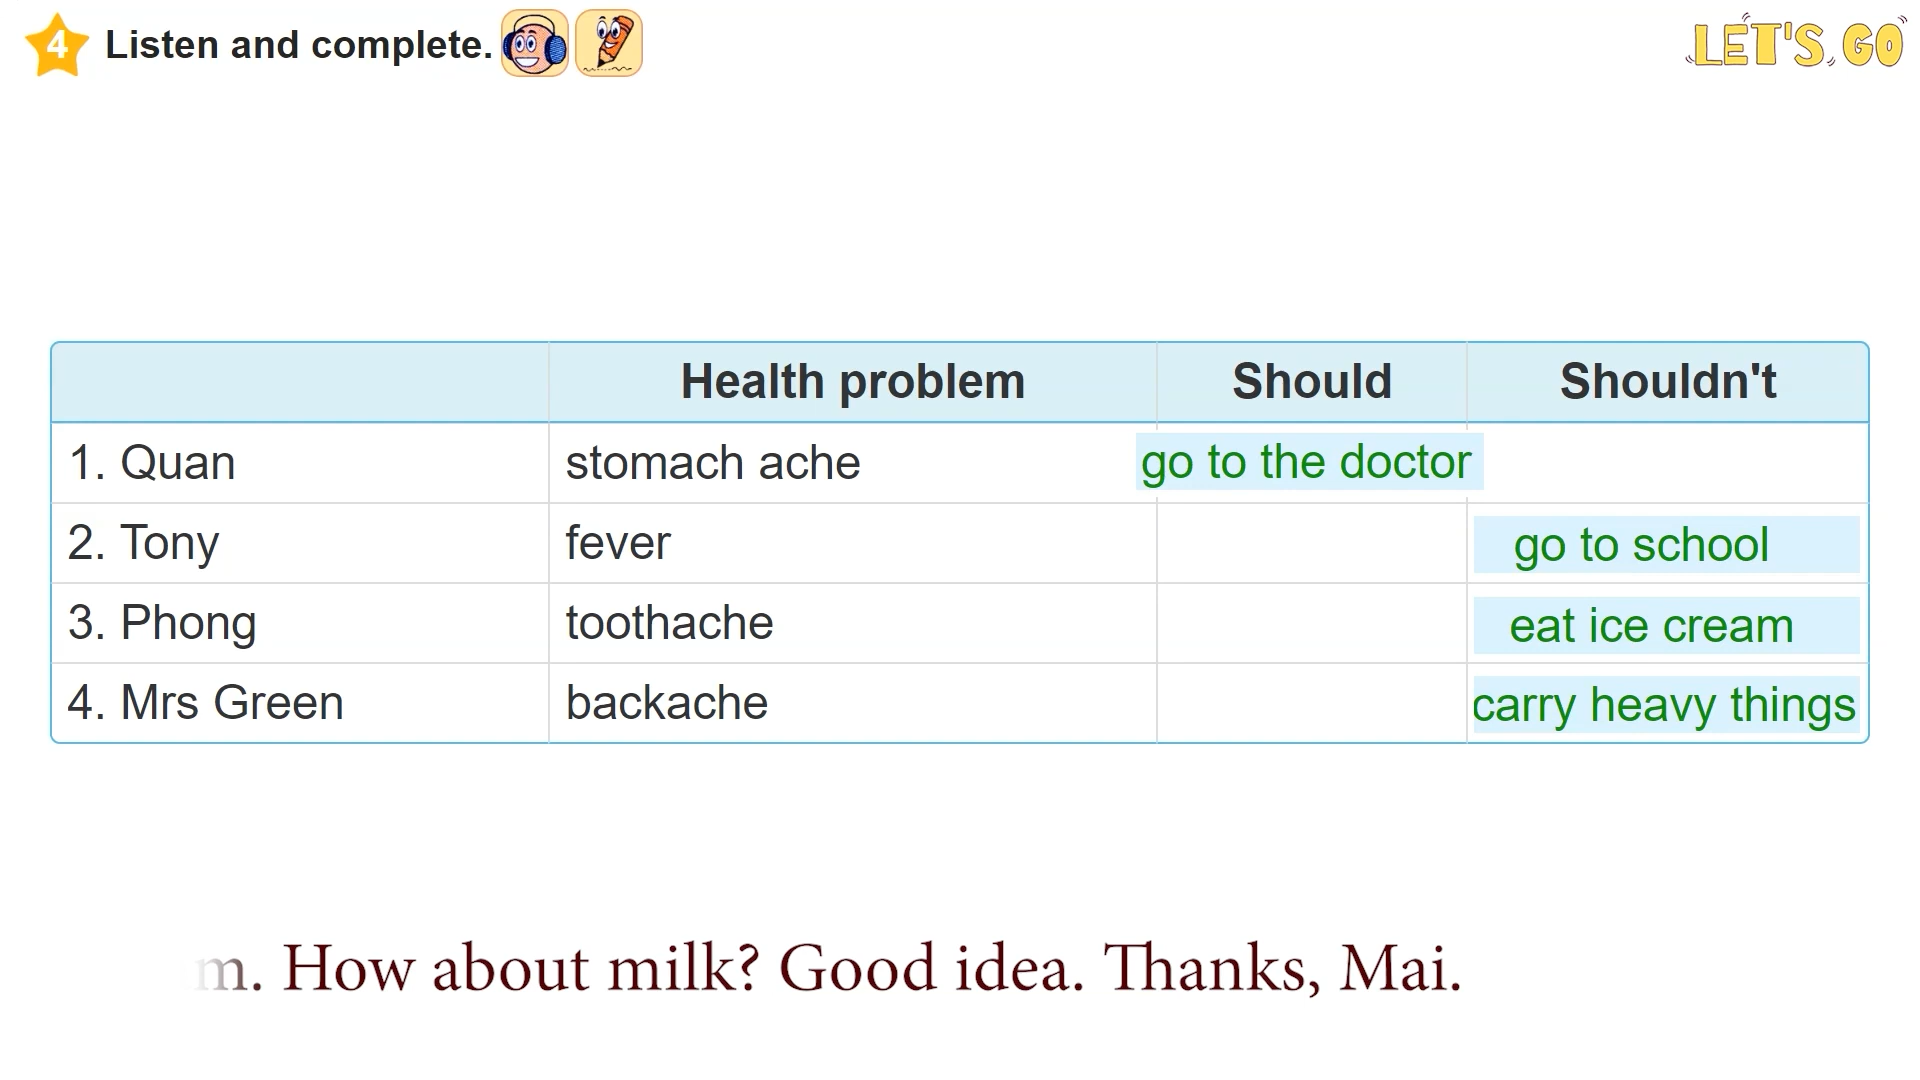 4 Listen and complete.
LET'S GO
Health problem Should Shouldn't
1. Quan stomach ache go to the doctor
2. Tony fever go to school
3. Phong toothache eat ice cream
4. Mrs Green backache carry heavy things
m. How about milk? Good idea. Thanks, Mai.